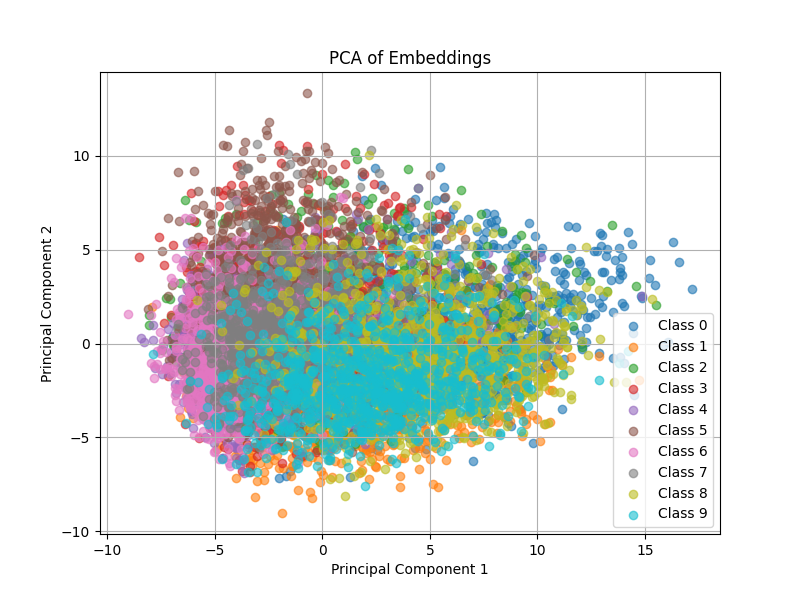 PCA of Embeddings
Principal Component 2
10
5
0
−5
−10
Class 0
Class 1
Class 2
Class 3
Class 4
Class 5
Class 6
Class 7
Class 8
Class 9
−10 −5 0 5 10 15
Principal Component 1